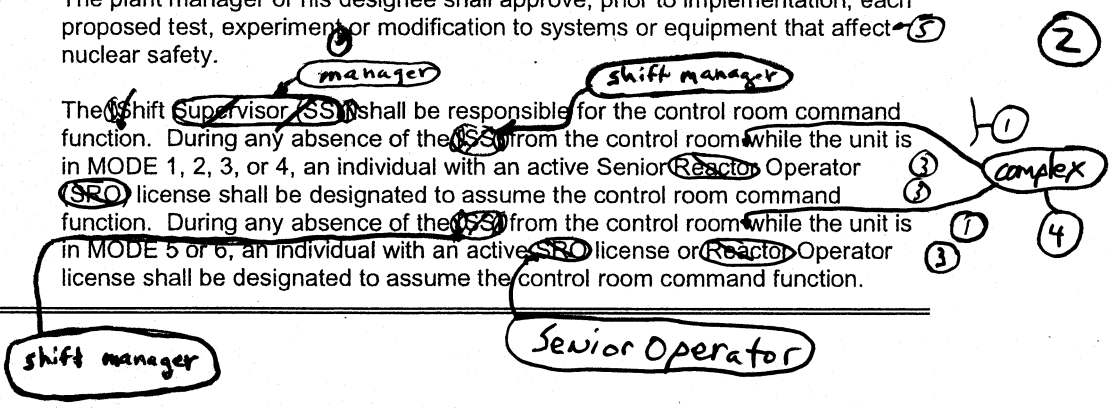 The plant manager or his designee shall approve, prior to implementation, each
proposed test, experiment or modification to systems or equipment that affect 5
nuclear safety.
2
manager
shift manager
The Shift Supervisor (SS) shall be responsible for the control room command
function. During any absence of the (SS) from the control room while the unit is
1
in MODE 1, 2, 3, or 4, an individual with an active Senior Reactor Operator 3
complex
(SRO) license shall be designated to assume the control room command 3
function. During any absence of the (SS) from the control room while the unit is 1
4
in MODE 5 or 6, an individual with an active SRO license or Reactor Operator 3
license shall be designated to assume the control room command function.
Senior Operator
shift manager